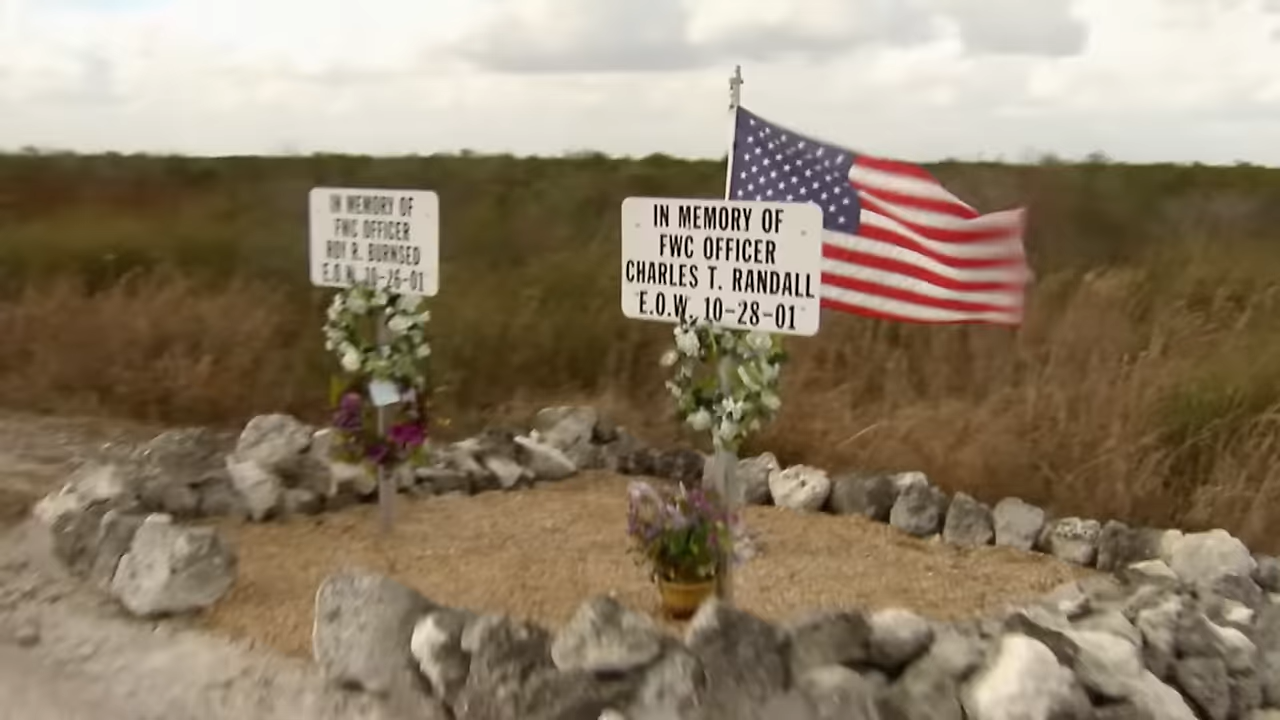 IN MEMORY OF
FWC OFFICER
ROY R. BURNSED
E.O.W. 10-26-01
IN MEMORY OF
FWC OFFICER
CHARLES T. RANDALL
E.O.W. 10-28-01